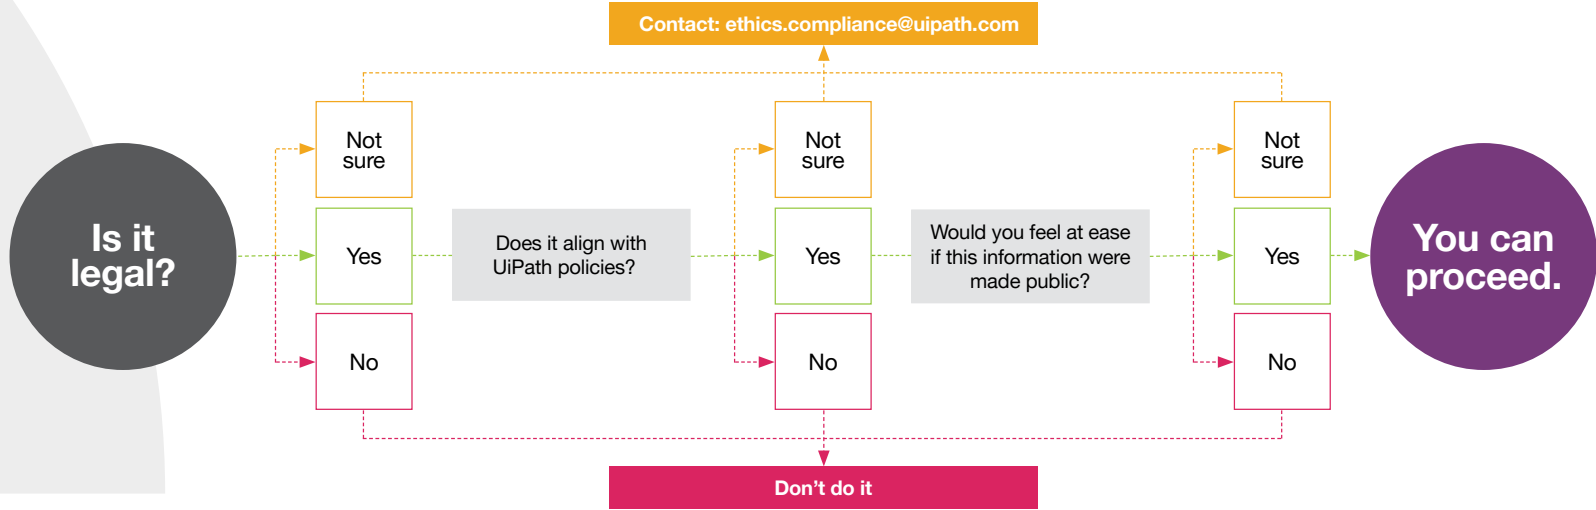 Contact: ethics.compliance@uipath.com
Is it
legal?
Not
sure
Yes
No
Does it align with
UiPath policies?
Not
sure
Yes
No
Would you feel at ease
if this information were
made public?
Not
sure
Yes
No
You can
proceed.
Don't do it